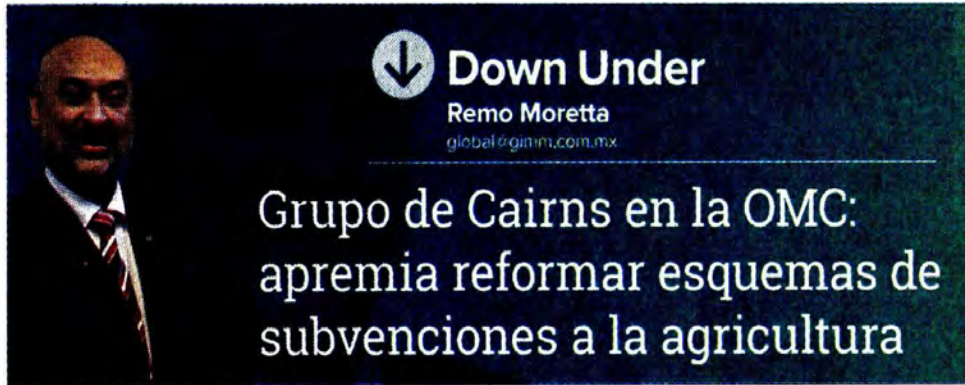 Down Under
Remo Moretta
global@gimm.com.mx
Grupo de Cairns en la OMC:
apremia reformar esquemas de
subvenciones a la agricultura